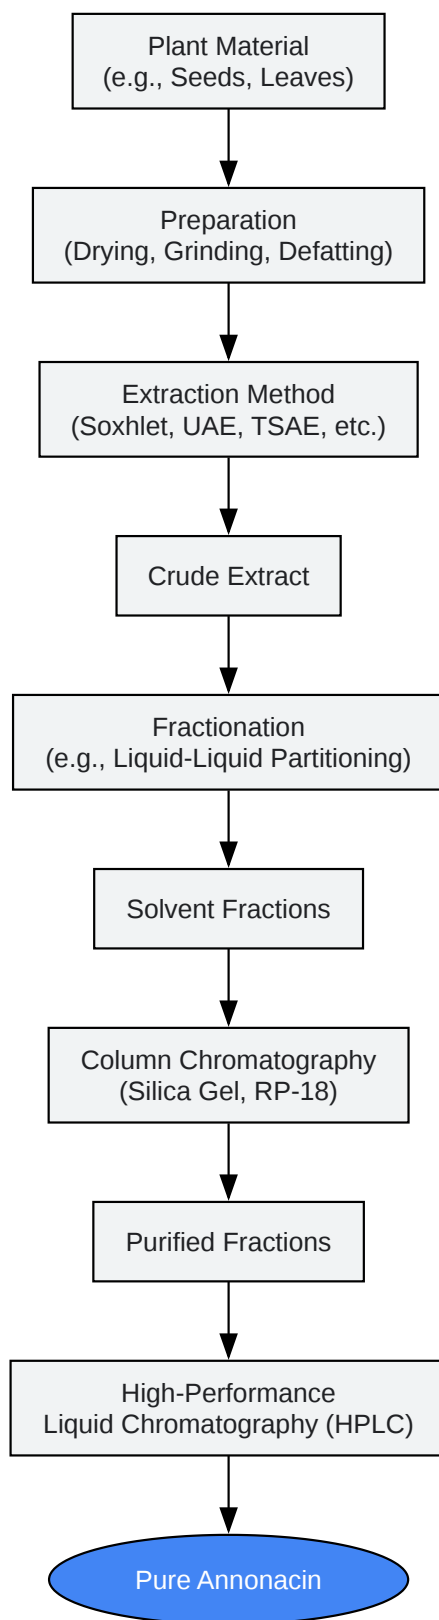 Plant Material
(e.g., Seeds, Leaves)
Preparation
(Drying, Grinding, Defatting)
Extraction Method
(Soxhlet, UAE, TSAE, etc.)
Crude Extract
Fractionation
(e.g., Liquid-Liquid Partitioning)
Solvent Fractions
Column Chromatography
(Silica Gel, RP-18)
Purified Fractions
High-Performance
Liquid Chromatography (HPLC)
Pure Annonacin